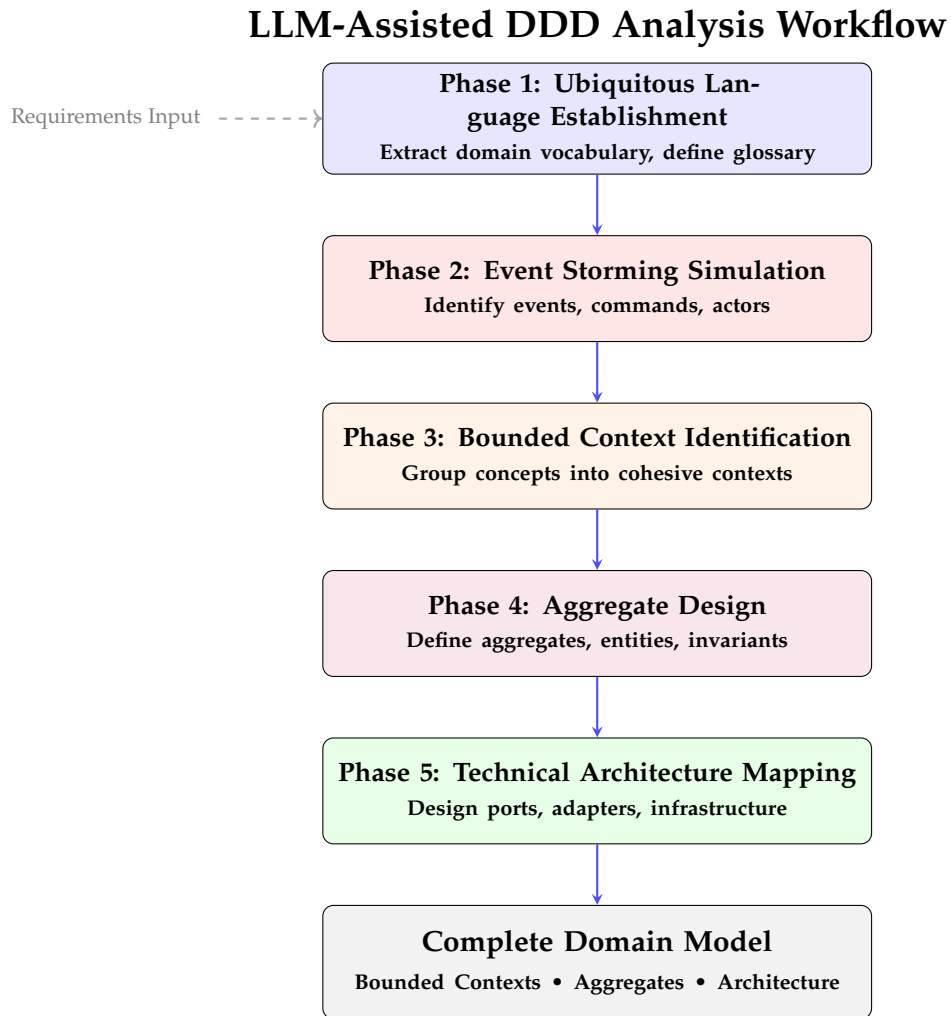 LLM-Assisted DDD Analysis Workflow
Phase 1: Ubiquitous Lan-
guage Establishment
Extract domain vocabulary, define glossary
Requirements Input
Phase 2: Event Storming Simulation
Identify events, commands, actors
Phase 3: Bounded Context Identification
Group concepts into cohesive contexts
Phase 4: Aggregate Design
Define aggregates, entities, invariants
Phase 5: Technical Architecture Mapping
Design ports, adapters, infrastructure
Complete Domain Model
Bounded Contexts • Aggregates • Architecture